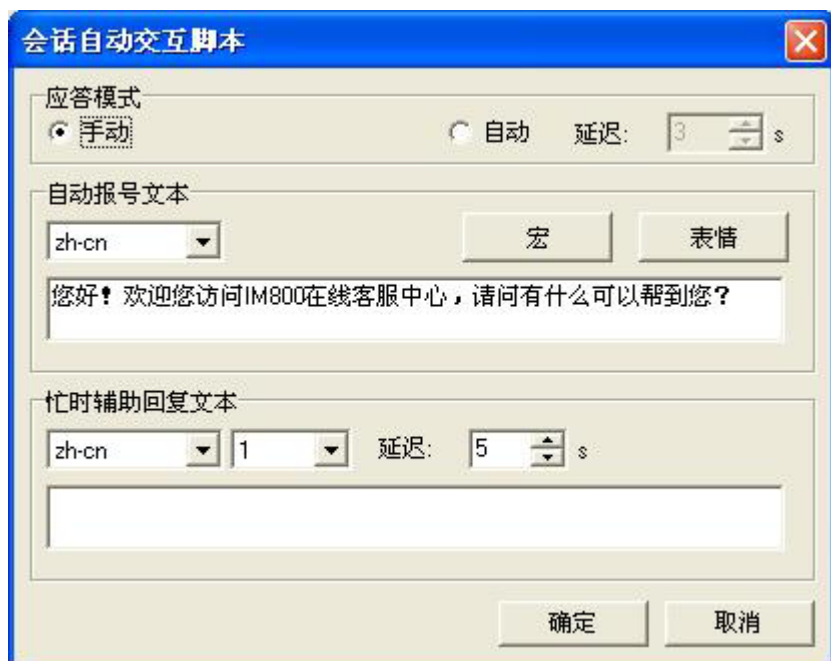 会话自动交互脚本
应答模式
手动 自动 延迟: 3 s
自动报号文本
zh-cn 宏 表情
您好！欢迎您访问IM800在线客服中心，请问有什么可以帮到您？
忙时辅助回复文本
zh-cn 1 延迟: 5 s
确定 取消